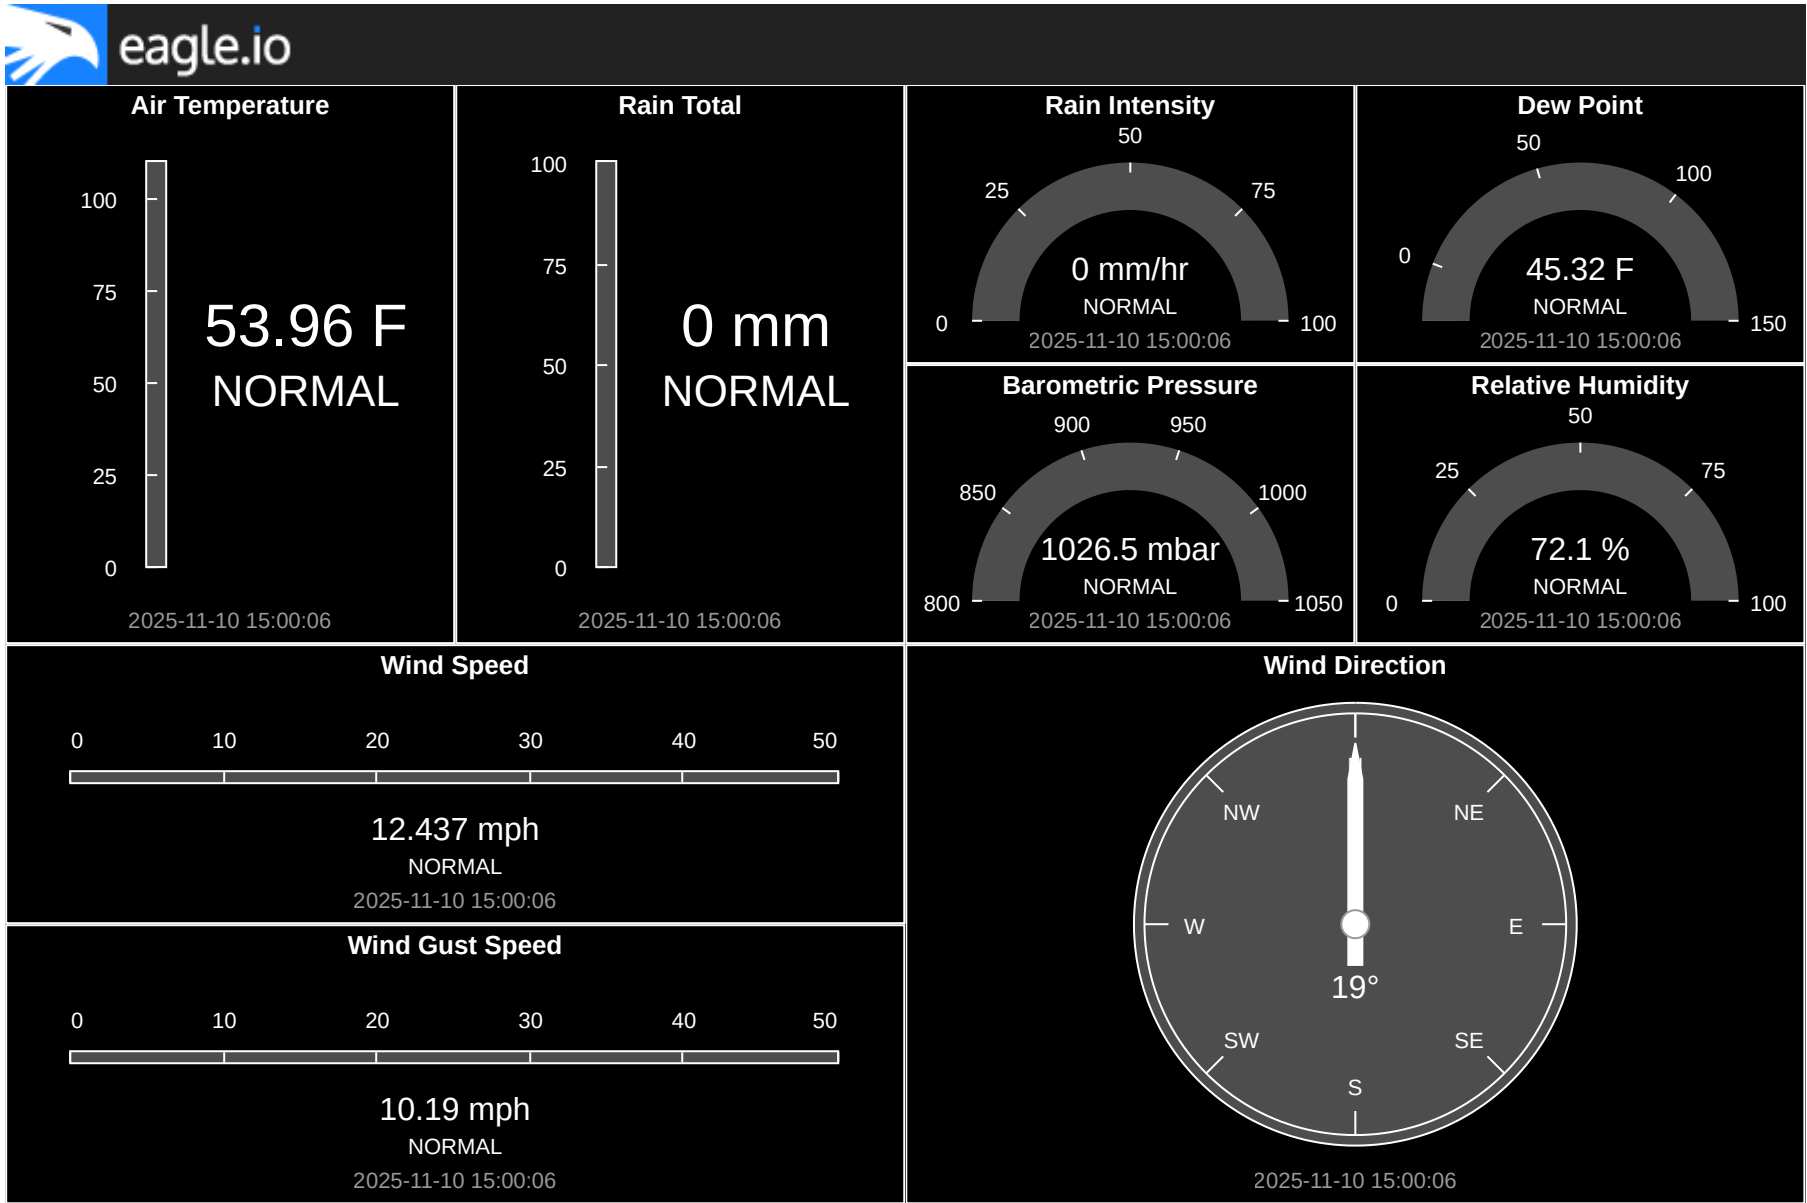 eagle.io
Air Temperature
100
75
50
25
0
53.96 F
NORMAL
2025-11-10 15:00:06
Rain Total
100
75
50
25
0
0 mm
NORMAL
2025-11-10 15:00:06
Rain Intensity
50
25
75
0
100
0 mm/hr
NORMAL
2025-11-10 15:00:06
Dew Point
50
100
0
150
45.32 F
NORMAL
2025-11-10 15:00:06
Barometric Pressure
900
950
850
1000
800
1050
1026.5 mbar
NORMAL
2025-11-10 15:00:06
Relative Humidity
50
25
75
0
100
72.1 %
NORMAL
2025-11-10 15:00:06
Wind Speed
0 10 20 30 40 50
12.437 mph
NORMAL
2025-11-10 15:00:06
Wind Gust Speed
0 10 20 30 40 50
10.19 mph
NORMAL
2025-11-10 15:00:06
Wind Direction
NW
NE
W
E
19°
SW
SE
S
2025-11-10 15:00:06